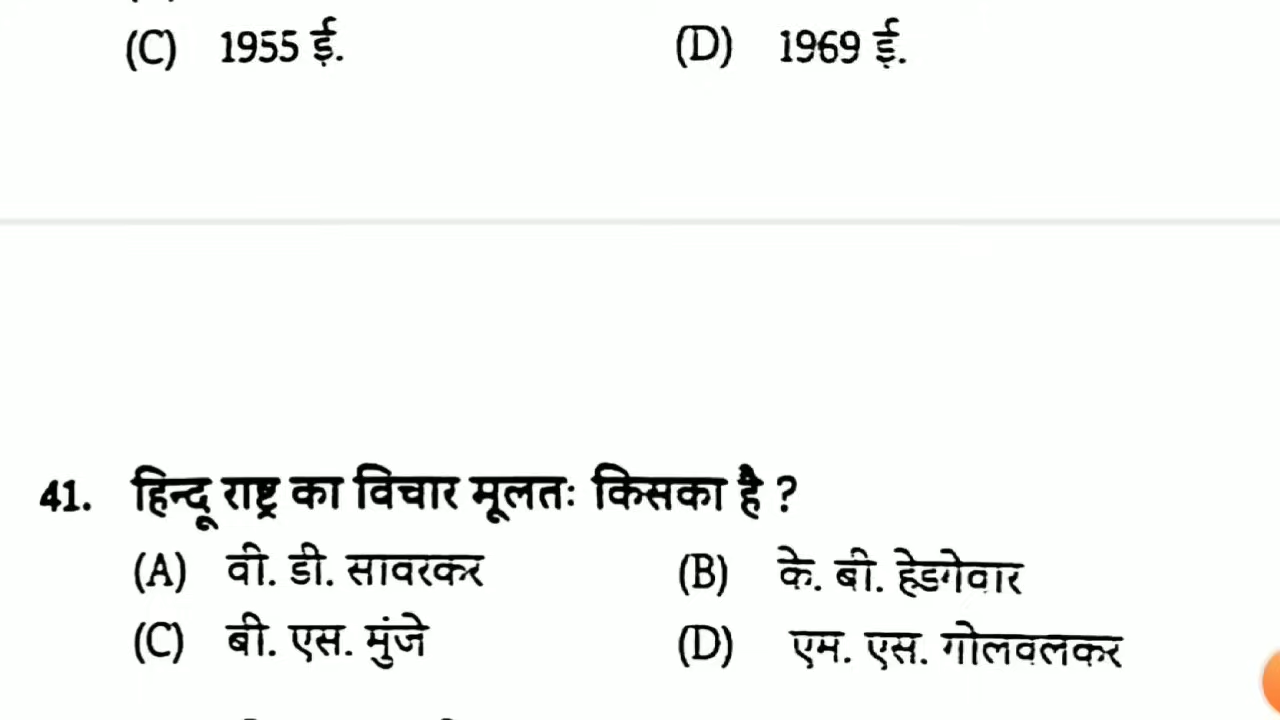 (C) 1955 ई. (D) 1969 ई.
41. हिन्दू राष्ट्र का विचार मूलतः किसका है ?
(A) वी. डी. सावरकर (B) के. बी. हेडगेवार
(C) बी. एस. मुंजे (D) एम. एस. गोलवलकर